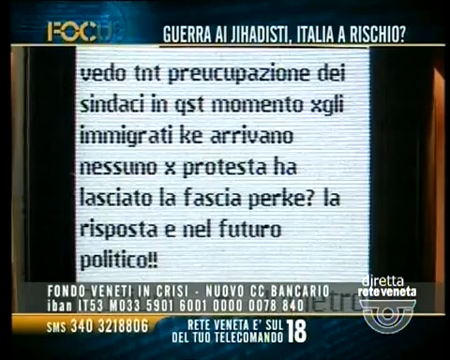 FOCUS
GUERRA AI JIHADISTI, ITALIA A RISCHIO?
vedo tnt preucupazione dei
sindaci in qst momento xgli
immigrati ke arrivano
nessuno x protesta ha
lasciato la fascia perke? la
risposta e nel futuro
politico!!
diretta
reteveneta
FONDO VENETI IN CRISI - NUOVO CC BANCARIO
iban IT53 M033 5901 6001 0000 0078 840
SMS 340 3218806
RETE VENETA E' SUL
DEL TUO TELECOMANDO 18